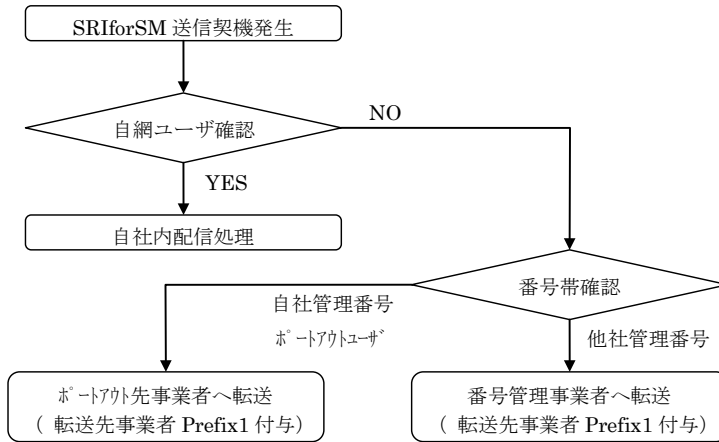 SRIforSM 送信契機発生
自網ユーザ確認
NO
YES
自社内配信処理
番号帯確認
自社管理番号
ﾎﾟｰﾄｱｳﾄﾕｰｻﾞ
他社管理番号
ﾎﾟｰﾄｱｳﾄ先事業者へ転送
( 転送先事業者 Prefix1 付与)
番号管理事業者へ転送
( 転送先事業者 Prefix1 付与)